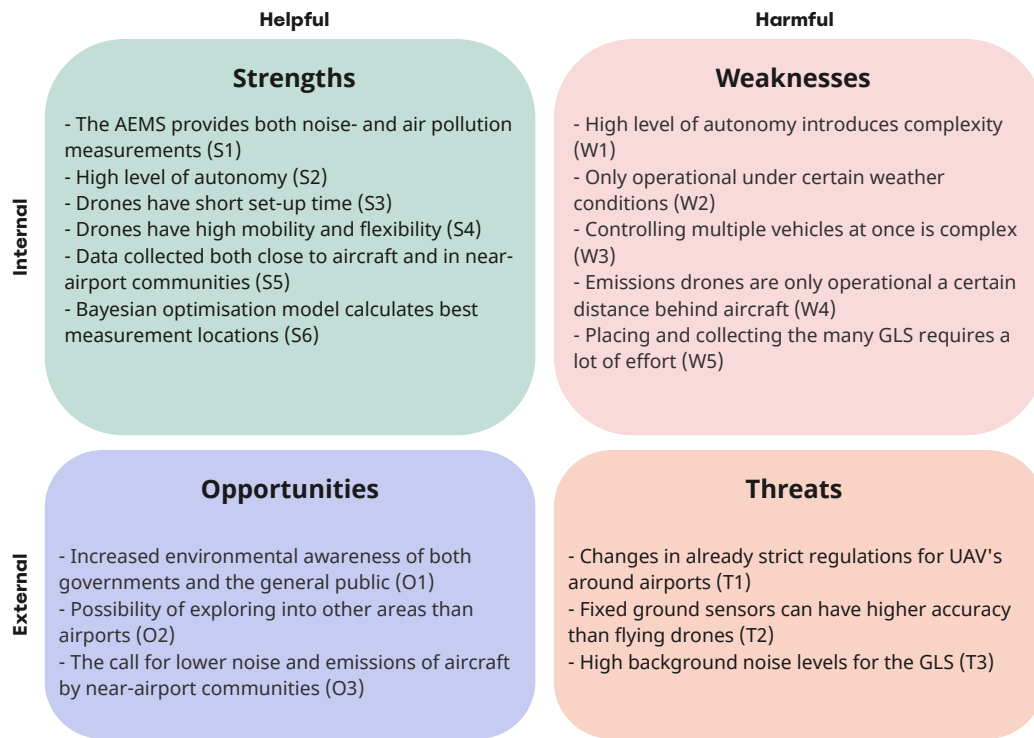 Helpful
Harmful
Internal
Strengths
- The AEMS provides both noise- and air pollution
measurements (S1)
- High level of autonomy (S2)
- Drones have short set-up time (S3)
- Drones have high mobility and flexibility (S4)
- Data collected both close to aircraft and in near-
airport communities (S5)
- Bayesian optimisation model calculates best
measurement locations (S6)
Weaknesses
- High level of autonomy introduces complexity
(W1)
- Only operational under certain weather
conditions (W2)
- Controlling multiple vehicles at once is complex
(W3)
- Emissions drones are only operational a certain
distance behind aircraft (W4)
- Placing and collecting the many GLS requires a
lot of effort (W5)
External
Opportunities
- Increased environmental awareness of both
governments and the general public (O1)
- Possibility of exploring into other areas than
airports (O2)
- The call for lower noise and emissions of aircraft
by near-airport communities (O3)
Threats
- Changes in already strict regulations for UAV's
around airports (T1)
- Fixed ground sensors can have higher accuracy
than flying drones (T2)
- High background noise levels for the GLS (T3)